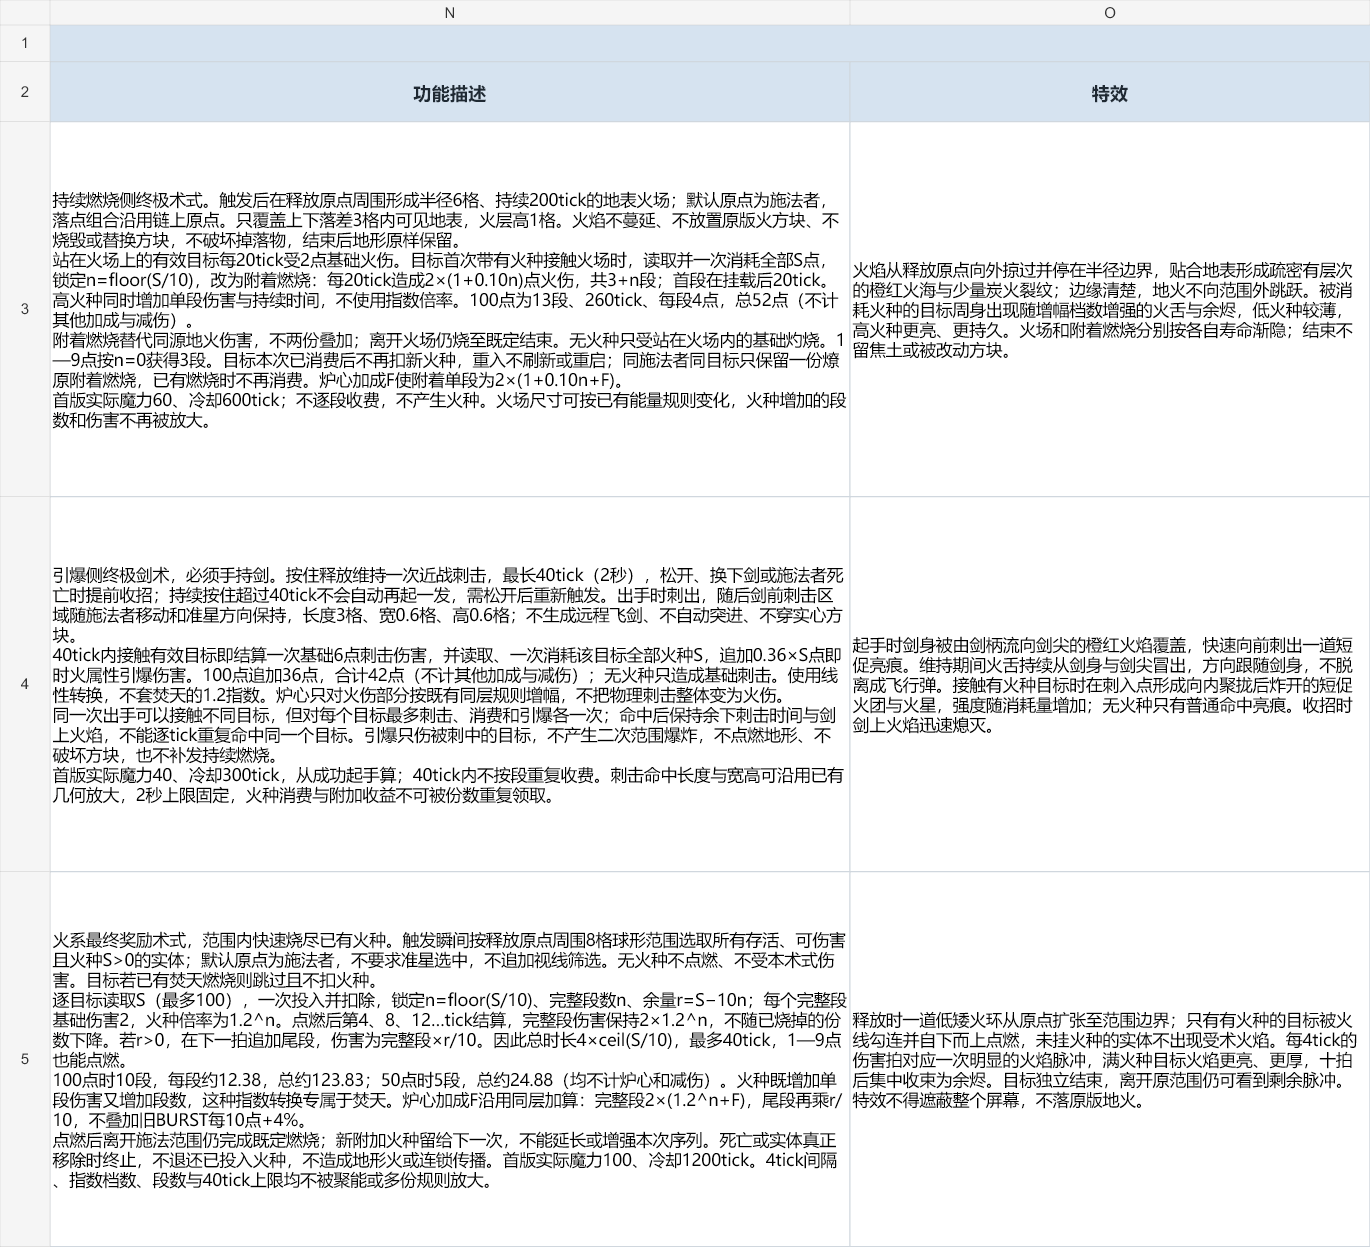 N
O
1
2
功能描述
特效
3
持续燃烧侧终极术式。触发后在释放原点周围形成半径6格、持续200tick的地表火场；默认原点为施法者，
落点组合沿用链上原点。只覆盖上下落差3格内可见地表，火层高1格。火焰不蔓延、不放置原版火方块、不
烧毁或替换方块，不破坏掉落物，结束后地形原样保留。
站在火场上的有效目标每20tick受2点基础火伤。目标首次带有火种接触火场时，读取并一次消耗全部S点，
锁定n=floor(S/10)，改为附着燃烧：每20tick造成2×(1+0.10n)点火伤，共3+n段；首段在挂载后20tick。
高火种同时增加单段伤害与持续时间，不使用指数倍率。100点为13段、260tick、每段4点，总52点（不计
其他加成与减伤）。
附着燃烧替代同源地火伤害，不两份叠加；离开火场仍烧至既定结束。无火种只受站在火场内的基础灼烧。1
—9点按n=0获得3段。目标本次已消费后不再扣新火种，重入不刷新或重启；同施法者同目标只保留一份燎
原附着燃烧，已有燃烧时不再消费。炉心加成F使附着单段为2×(1+0.10n+F)。
首版实际魔力60、冷却600tick；不逐段收费，不产生火种。火场尺寸可按已有能量规则变化，火种增加的段
数和伤害不再被放大。
火焰从释放原点向外掠过并停在半径边界，贴合地表形成疏密有层次
的橙红火海与少量炭火裂纹；边缘清楚，地火不向范围外跳跃。被消
耗火种的目标周身出现随增幅档数增强的火舌与余烬，低火种较薄，
高火种更亮、更持久。火场和附着燃烧分别按各自寿命渐隐；结束不
留焦土或被改动方块。
4
引爆侧终极剑术，必须手持剑。按住释放维持一次近战刺击，最长40tick（2秒），松开、换下剑或施法者死
亡时提前收招；持续按住超过40tick不会自动再起一发，需松开后重新触发。出手时刺出，随后剑前刺击区
域随施法者移动和准星方向保持，长度3格、宽0.6格、高0.6格；不生成远程飞剑、不自动突进、不穿实心方
块。
40tick内接触有效目标即结算一次基础6点刺击伤害，并读取、一次消耗该目标全部火种S，追加0.36×S点即
时火属性引爆伤害。100点追加36点，合计42点（不计其他加成与减伤）；无火种只造成基础刺击。使用线
性转换，不套焚天的1.2指数。炉心只对火伤部分按既有同层规则增幅，不把物理刺击整体变为火伤。
同一次出手可以接触不同目标，但对每个目标最多刺击、消费和引爆各一次；命中后保持余下刺击时间与剑
上火焰，不能逐tick重复命中同一个目标。引爆只伤被刺中的目标，不产生二次范围爆炸，不点燃地形、不
破坏方块，也不补发持续燃烧。
首版实际魔力40、冷却300tick，从成功起手算；40tick内不按段重复收费。刺击命中长度与宽高可沿用已有
几何放大，2秒上限固定，火种消费与附加收益不可被份数重复领取。
起手时剑身被由剑柄流向剑尖的橙红火焰覆盖，快速向前刺出一道短
促亮痕。维持期间火舌持续从剑身与剑尖冒出，方向跟随剑身，不脱
离成飞行弹。接触有火种目标时在刺入点形成向内聚拢后炸开的短促
火团与火星，强度随消耗量增加；无火种只有普通命中亮痕。收招时
剑上火焰迅速熄灭。
5
火系最终奖励术式，范围内快速烧尽已有火种。触发瞬间按释放原点周围8格球形范围选取所有存活、可伤害
且火种S>0的实体；默认原点为施法者，不要求准星选中，不追加视线筛选。无火种不点燃、不受本术式伤
害。目标若已有焚天燃烧则跳过且不扣火种。
逐目标读取S（最多100），一次投入并扣除，锁定n=floor(S/10)、完整段数n、余量r=S−10n；每个完整段
基础伤害2，火种倍率为1.2^n。点燃后第4、8、12…tick结算，完整段伤害保持2×1.2^n，不随已烧掉的份
数下降。若r>0，在下一拍追加尾段，伤害为完整段×r/10。因此总时长4×ceil(S/10)，最多40tick，1—9点
也能点燃。
100点时10段，每段约12.38，总约123.83；50点时5段，总约24.88（均不计炉心和减伤）。火种既增加单
段伤害又增加段数，这种指数转换专属于焚天。炉心加成F沿用同层加算：完整段2×(1.2^n+F)，尾段再乘r/
10，不叠加旧BURST每10点+4%。
点燃后离开施法范围仍完成既定燃烧；新附加火种留给下一次，不能延长或增强本次序列。死亡或实体真正
移除时终止，不退还已投入火种，不造成地形火或连锁传播。首版实际魔力100、冷却1200tick。4tick间隔
、指数档数、段数与40tick上限均不被聚能或多份规则放大。
释放时一道低矮火环从原点扩张至范围边界；只有有火种的目标被火
线勾连并自下而上点燃，未挂火种的实体不出现受术火焰。每4tick的
伤害拍对应一次明显的火焰脉冲，满火种目标火焰更亮、更厚，十拍
后集中收束为余烬。目标独立结束，离开原范围仍可看到剩余脉冲。
特效不得遮蔽整个屏幕，不落原版地火。